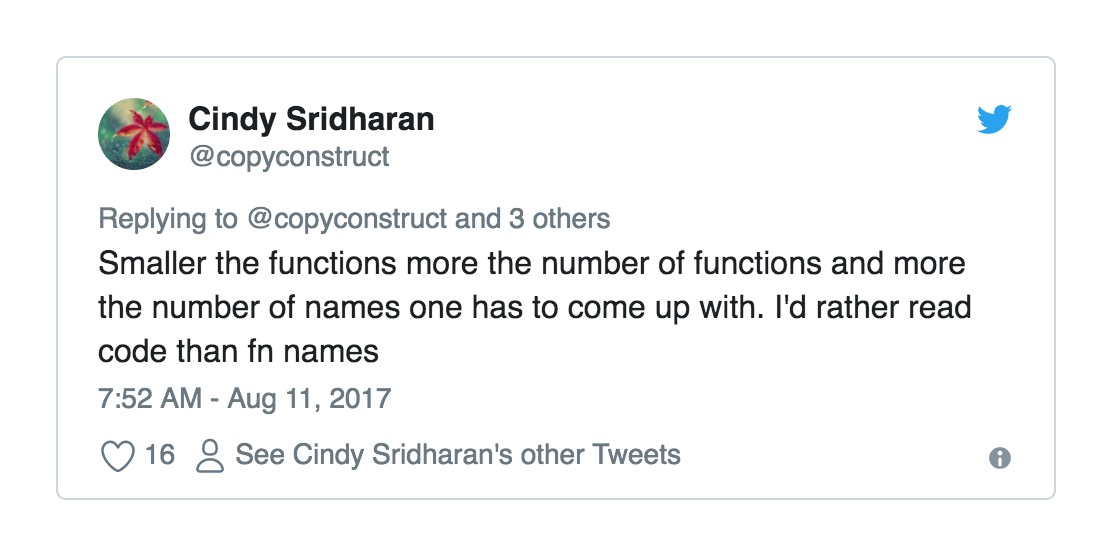 Cindy Sridharan
@copyconstruct
Replying to @copyconstruct and 3 others
Smaller the functions more the number of functions and more
the number of names one has to come up with. I'd rather read
code than fn names
7:52 AM - Aug 11, 2017
16 See Cindy Sridharan's other Tweets